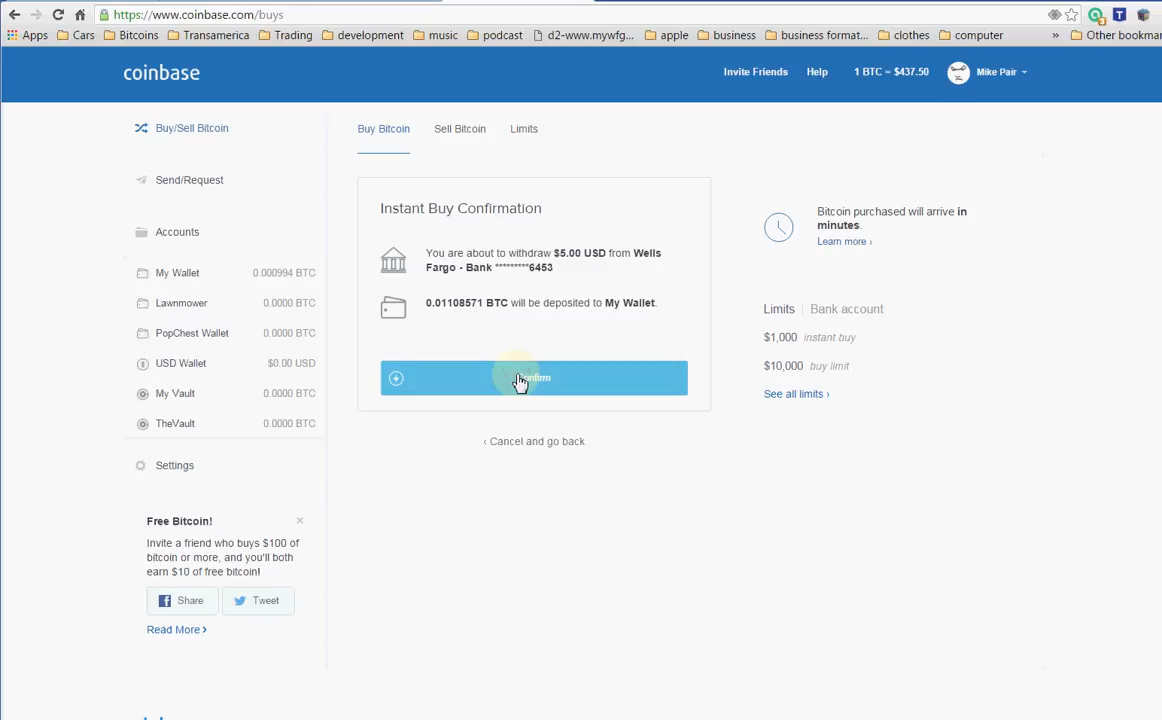 https://www.coinbase.com/buys
Apps Cars Bitcoins Transamerica Trading development music podcast d2-www.mywfg... apple business business format... clothes computer » Other bookmar
coinbase
Invite Friends Help 1 BTC = $437.50 Mike Pair
Buy/Sell Bitcoin
Send/Request
Accounts
My Wallet 0.000994 BTC
Lawnmower 0.0000 BTC
PopChest Wallet 0.0000 BTC
USD Wallet $0.00 USD
My Vault 0.0000 BTC
TheVault 0.0000 BTC
Settings
Free Bitcoin! ×
Invite a friend who buys $100 of
bitcoin or more, and you'll both
earn $10 of free bitcoin!
Share Tweet
Read More ›
Buy Bitcoin Sell Bitcoin Limits
Instant Buy Confirmation
You are about to withdraw $5.00 USD from Wells
Fargo - Bank *********6453
0.01108571 BTC will be deposited to My Wallet.
Confirm
‹ Cancel and go back
Bitcoin purchased will arrive in
minutes.
Learn more ›
Limits | Bank account
$1,000 instant buy
$10,000 buy limit
See all limits ›